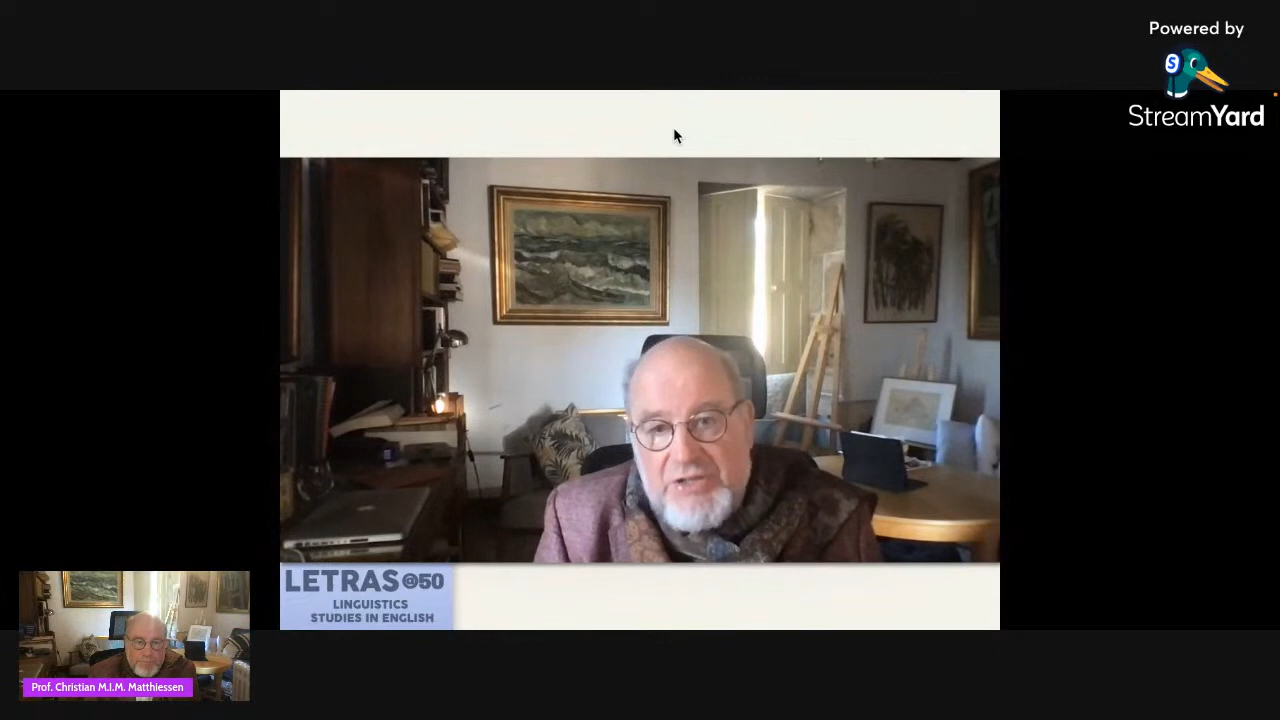 Powered by
S
StreamYard
LETRAS@50
LINGUISTICS
STUDIES IN ENGLISH
Prof. Christian M.I.M. Matthiessen